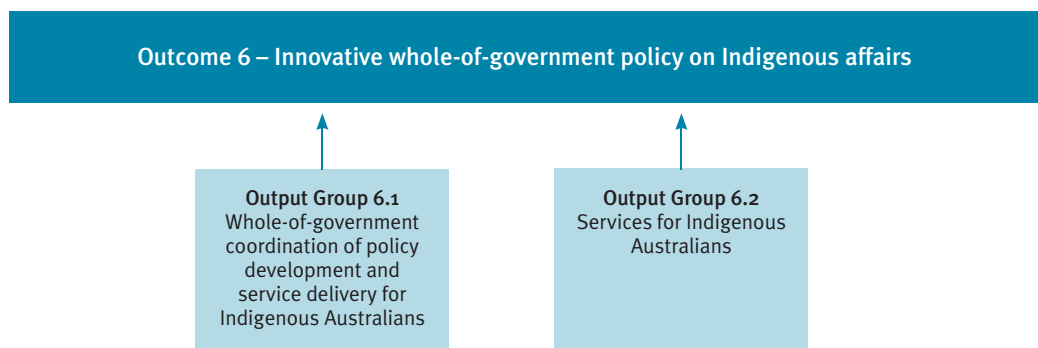 Outcome 6 – Innovative whole-of-government policy on Indigenous affairs
Output Group 6.1
Whole-of-government
coordination of policy
development and
service delivery for
Indigenous Australians
Output Group 6.2
Services for Indigenous
Australians